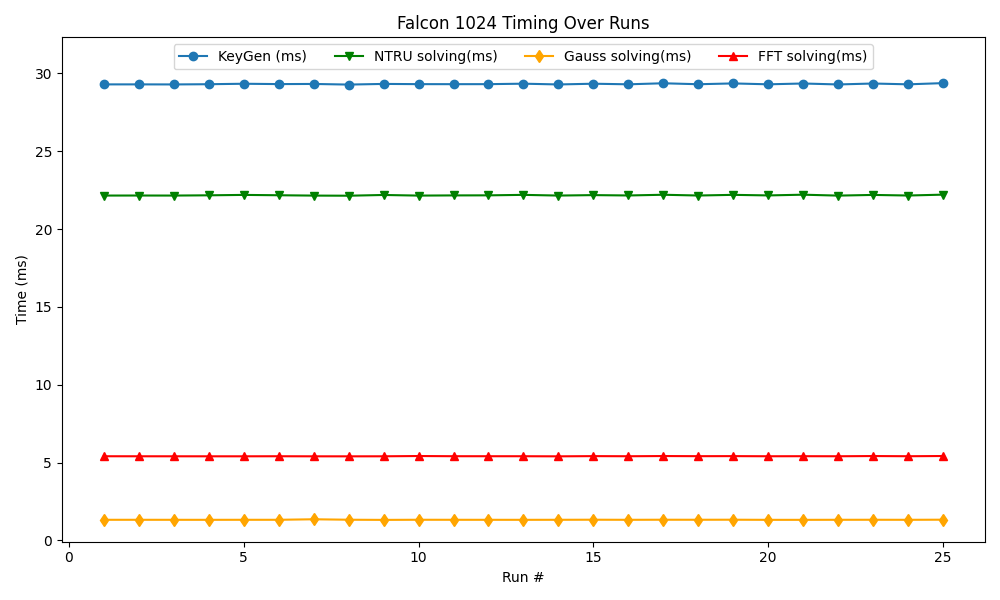 Falcon 1024 Timing Over Runs
KeyGen (ms) NTRU solving(ms) Gauss solving(ms) FFT solving(ms)
30
25
20
15
10
5
0
Time (ms)
0 5 10 15 20 25
Run #